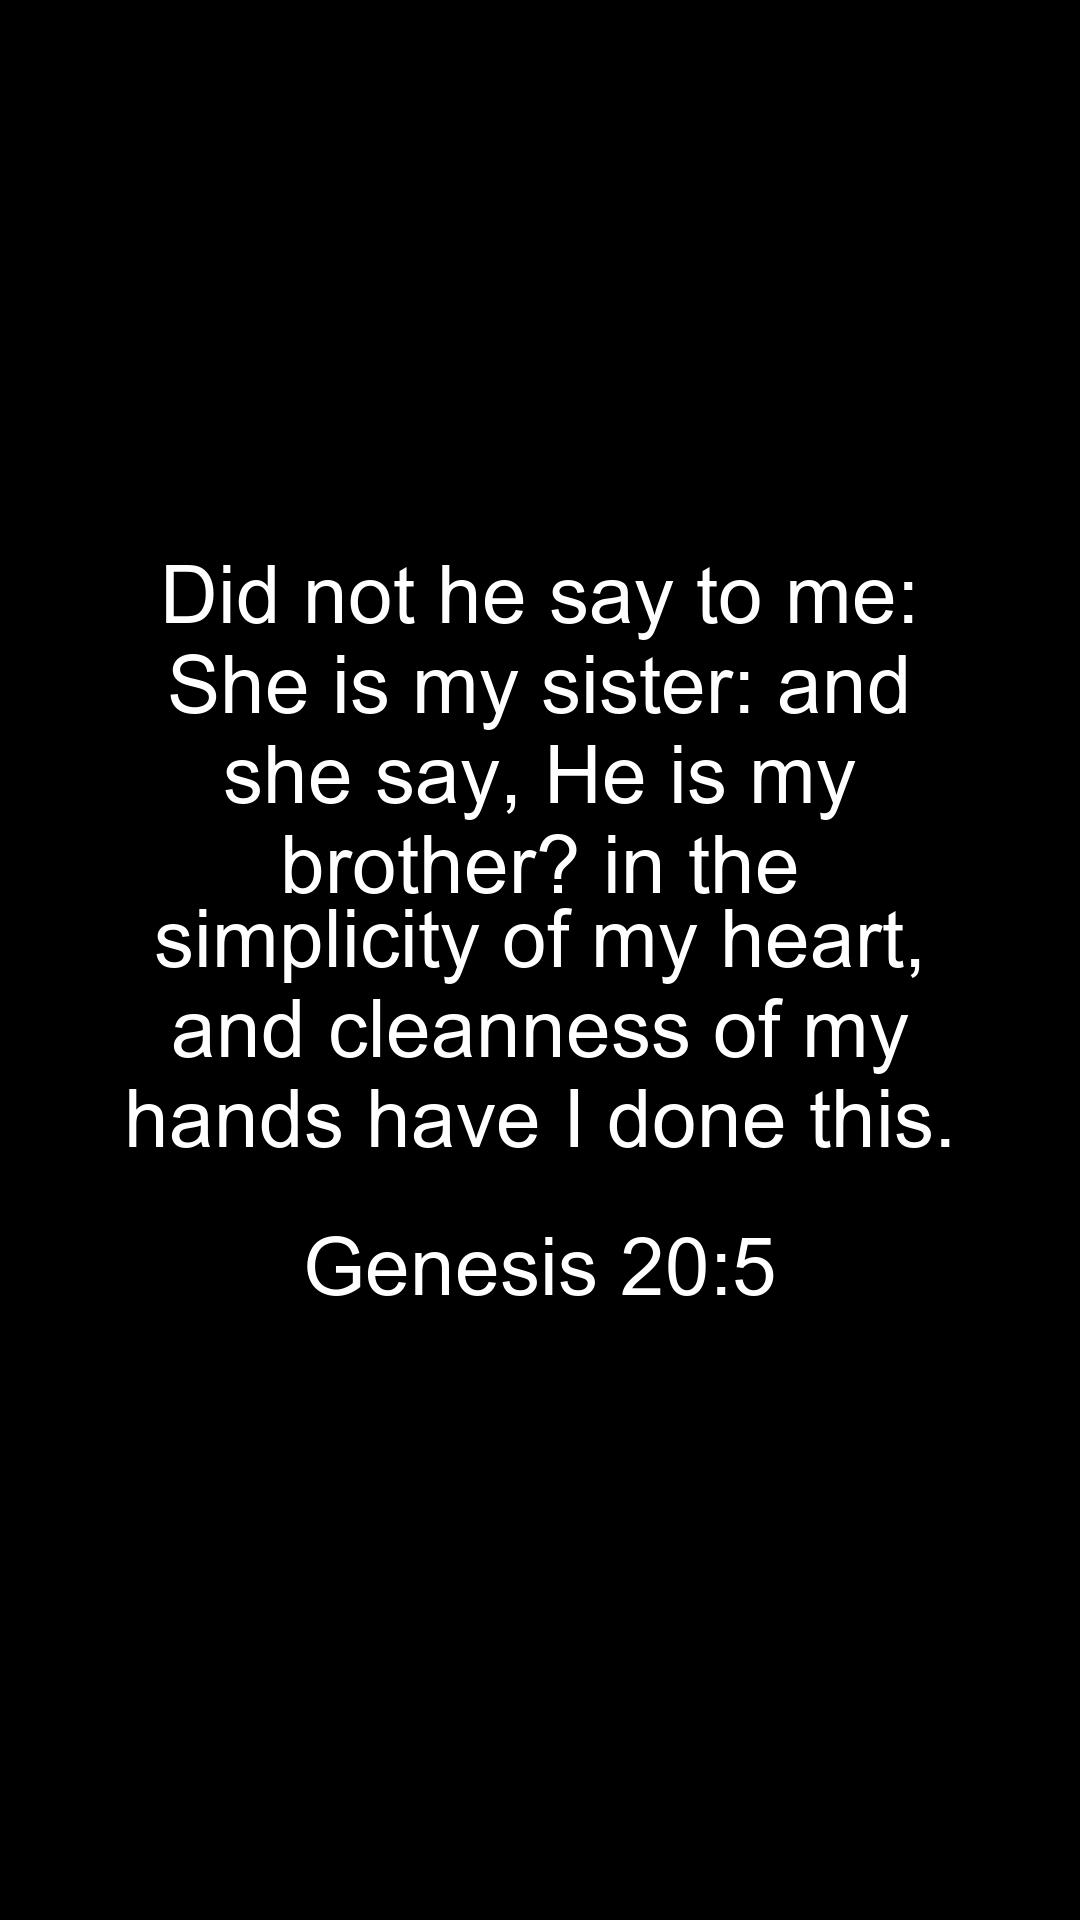 Did not he say to me:
She is my sister: and
she say, He is my
brother? in the
simplicity of my heart,
and cleanness of my
hands have I done this.
Genesis 20:5